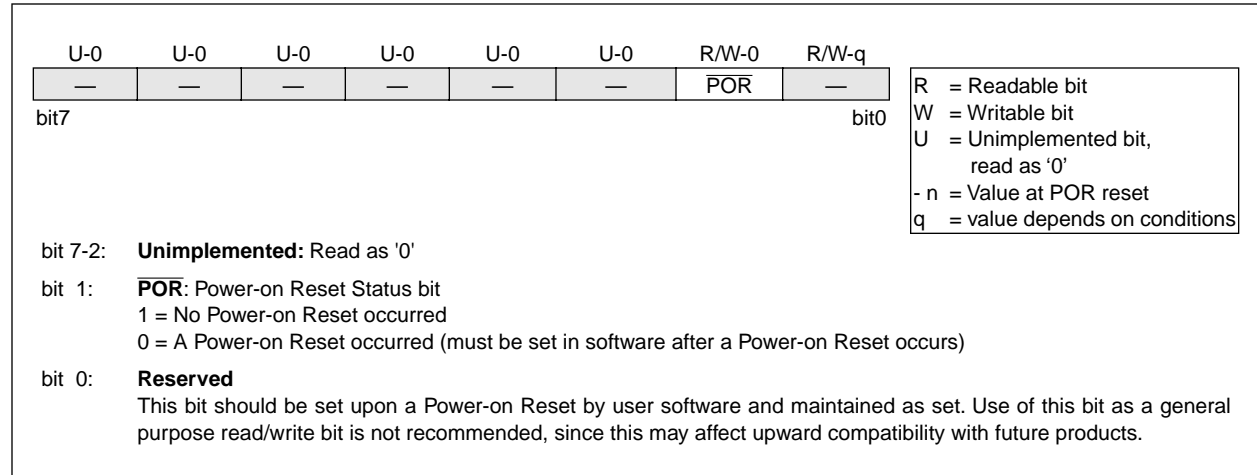 U-0 U-0 U-0 U-0 U-0 U-0 R/W-0 R/W-q
— — — — — — P̅O̅R̅ —
bit7 bit0
R = Readable bit
W = Writable bit
U = Unimplemented bit,
read as ‘0’
- n = Value at POR reset
q = value depends on conditions
bit 7-2: Unimplemented: Read as '0'
bit 1: P̅O̅R̅: Power-on Reset Status bit
1 = No Power-on Reset occurred
0 = A Power-on Reset occurred (must be set in software after a Power-on Reset occurs)
bit 0: Reserved
This bit should be set upon a Power-on Reset by user software and maintained as set. Use of this bit as a general
purpose read/write bit is not recommended, since this may affect upward compatibility with future products.